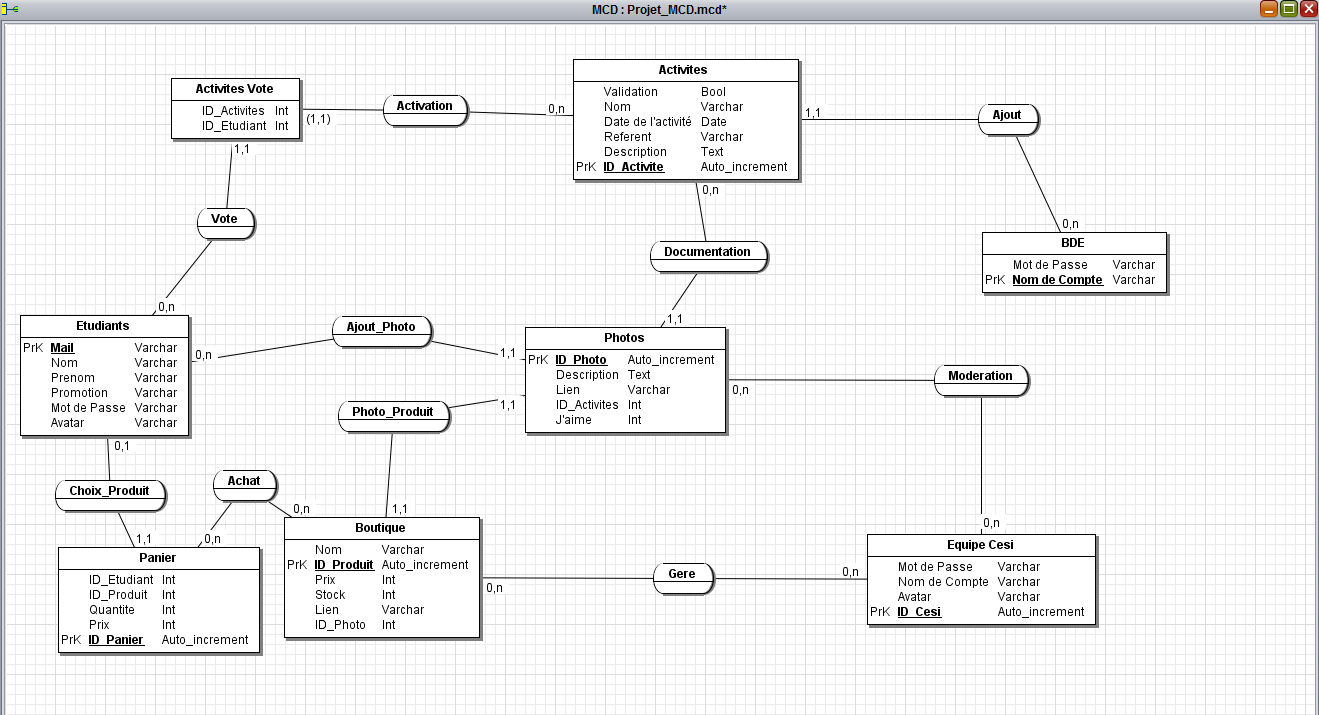 MCD : Projet_MCD.mcd*
Activites Vote
ID_Activites Int
ID_Etudiant Int
(1,1)
1,1
Activation
0,n
Activites
Validation Bool
Nom Varchar
Date de l'activité Date
Referent Varchar
Description Text
PrK ID_Activite Auto_increment
1,1
0,n
Ajout
0,n
BDE
Mot de Passe Varchar
PrK Nom de Compte Varchar
Vote
0,n
Documentation
1,1
Etudiants
PrK Mail Varchar
Nom Varchar
Prenom Varchar
Promotion Varchar
Mot de Passe Varchar
Avatar Varchar
0,n
0,1
Ajout_Photo
1,1
Photos
PrK ID_Photo Auto_increment
Description Text
Lien Varchar
ID_Activites Int
J'aime Int
0,n
1,1
Moderation
0,n
Photo_Produit
1,1
Choix_Produit
1,1
Achat
0,n
0,n
Panier
ID_Etudiant Int
ID_Produit Int
Quantite Int
Prix Int
PrK ID_Panier Auto_increment
Boutique
Nom Varchar
PrK ID_Produit Auto_increment
Prix Int
Stock Int
Lien Varchar
ID_Photo Int
0,n
Gere
0,n
Equipe Cesi
Mot de Passe Varchar
Nom de Compte Varchar
Avatar Varchar
PrK ID_Cesi Auto_increment